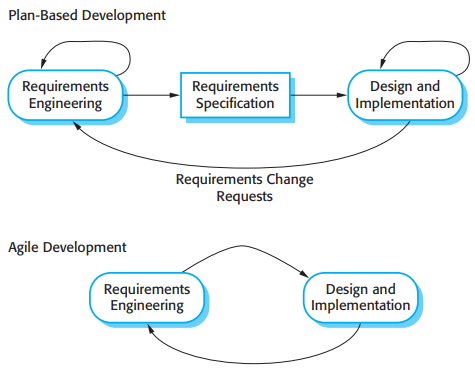 Plan-Based Development
Requirements
Engineering
Requirements
Specification
Design and
Implementation
Requirements Change
Requests
Agile Development
Requirements
Engineering
Design and
Implementation